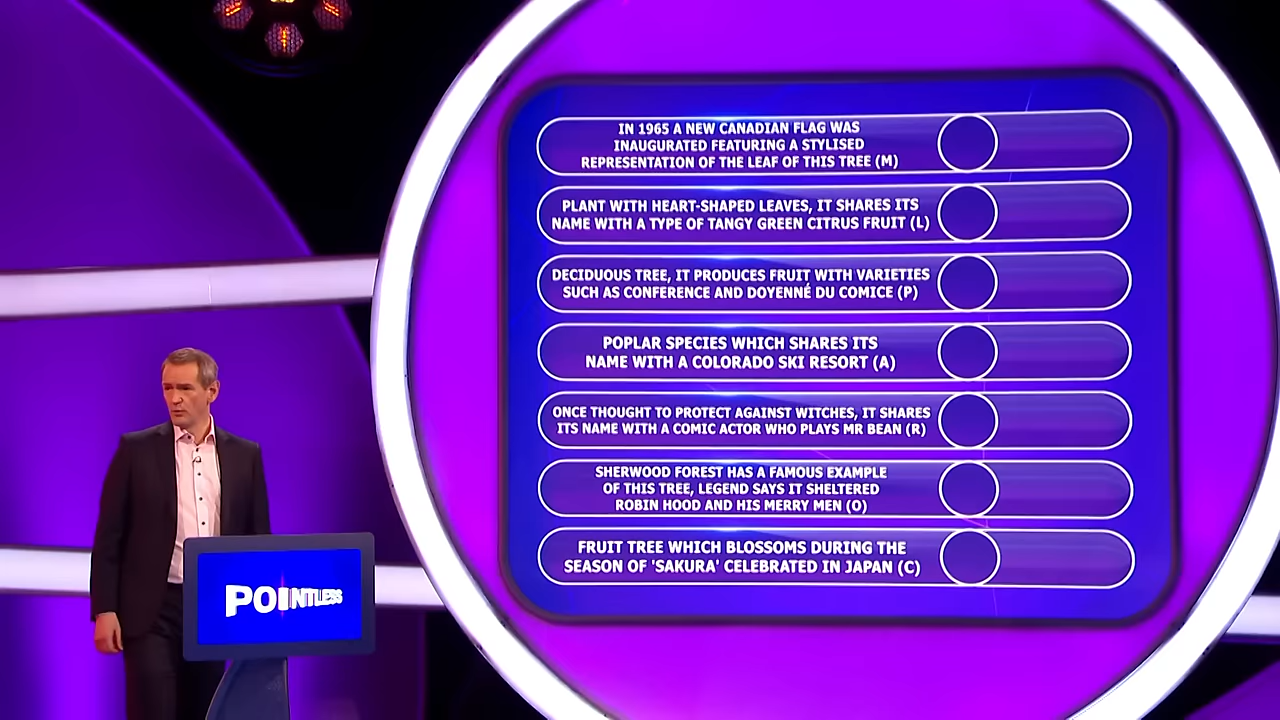 IN 1965 A NEW CANADIAN FLAG WAS
INAUGURATED FEATURING A STYLISED
REPRESENTATION OF THE LEAF OF THIS TREE (M)
PLANT WITH HEART-SHAPED LEAVES, IT SHARES ITS
NAME WITH A TYPE OF TANGY GREEN CITRUS FRUIT (L)
DECIDUOUS TREE, IT PRODUCES FRUIT WITH VARIETIES
SUCH AS CONFERENCE AND DOYENNÉ DU COMICE (P)
POPLAR SPECIES WHICH SHARES ITS
NAME WITH A COLORADO SKI RESORT (A)
ONCE THOUGHT TO PROTECT AGAINST WITCHES, IT SHARES
ITS NAME WITH A COMIC ACTOR WHO PLAYS MR BEAN (R)
SHERWOOD FOREST HAS A FAMOUS EXAMPLE
OF THIS TREE, LEGEND SAYS IT SHELTERED
ROBIN HOOD AND HIS MERRY MEN (O)
FRUIT TREE WHICH BLOSSOMS DURING THE
SEASON OF 'SAKURA' CELEBRATED IN JAPAN (C)
POINTLESS